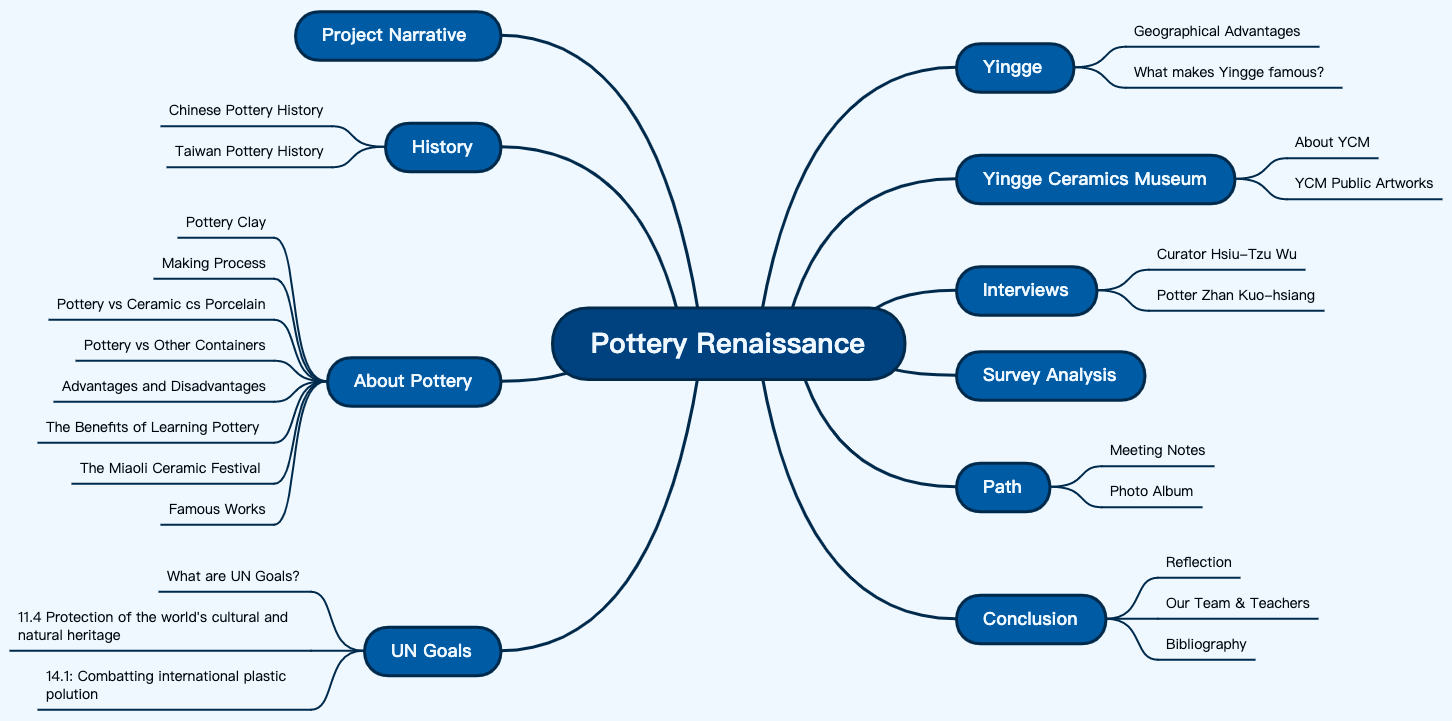 Project Narrative
Chinese Pottery History
Taiwan Pottery History
History
Pottery Clay
Making Process
Pottery vs Ceramic cs Porcelain
Pottery vs Other Containers
Advantages and Disadvantages
The Benefits of Learning Pottery
The Miaoli Ceramic Festival
Famous Works
About Pottery
What are UN Goals?
11.4 Protection of the world's cultural and
natural heritage
14.1: Combatting international plastic
polution
UN Goals
Pottery Renaissance
Yingge
Geographical Advantages
What makes Yingge famous?
Yingge Ceramics Museum
About YCM
YCM Public Artworks
Interviews
Curator Hsiu-Tzu Wu
Potter Zhan Kuo-hsiang
Survey Analysis
Path
Meeting Notes
Photo Album
Conclusion
Reflection
Our Team & Teachers
Bibliography